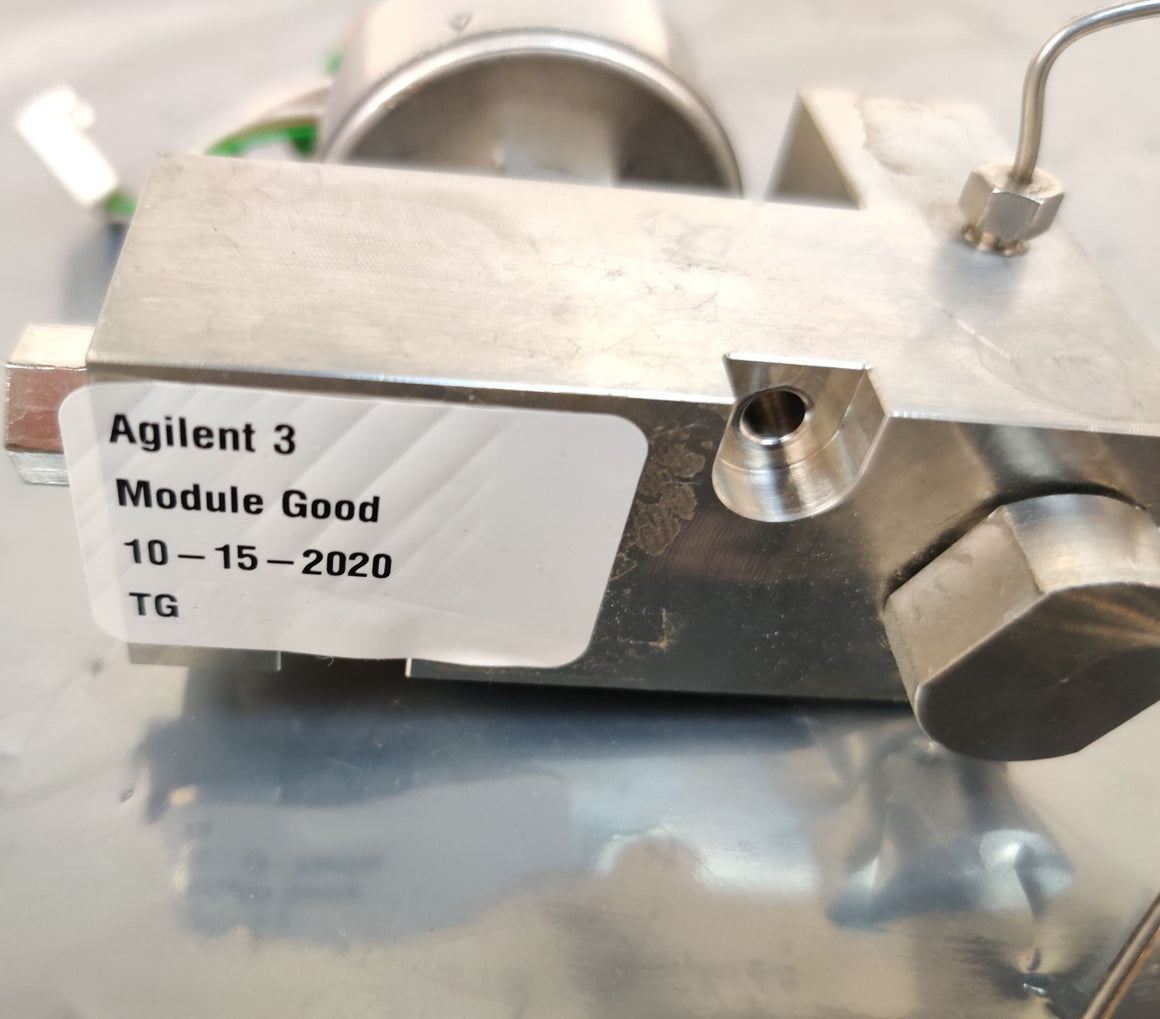 Agilent 3
Module Good
10-15-2020
TG